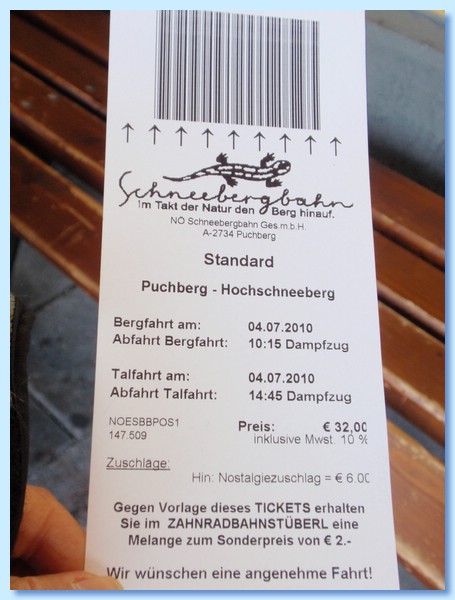 Schneebergbahn
Im Takt der Natur den Berg hinauf.
NÖ Schneebergbahn Ges.m.b.H.
A-2734 Puchberg
Standard
Puchberg - Hochschneeberg
Bergfahrt am: 04.07.2010
Abfahrt Bergfahrt: 10:15 Dampfzug
Talfahrt am: 04.07.2010
Abfahrt Talfahrt: 14:45 Dampfzug
NOESBBPOS1 Preis: € 32,00
147.509 inklusive Mwst. 10 %
Zuschläge:
Hin: Nostalgiezuschlag = € 6.00
Gegen Vorlage dieses TICKETS erhalten
Sie im ZAHNRADBAHNSTÜBERL eine
Melange zum Sonderpreis von € 2.-
Wir wünschen eine angenehme Fahrt!